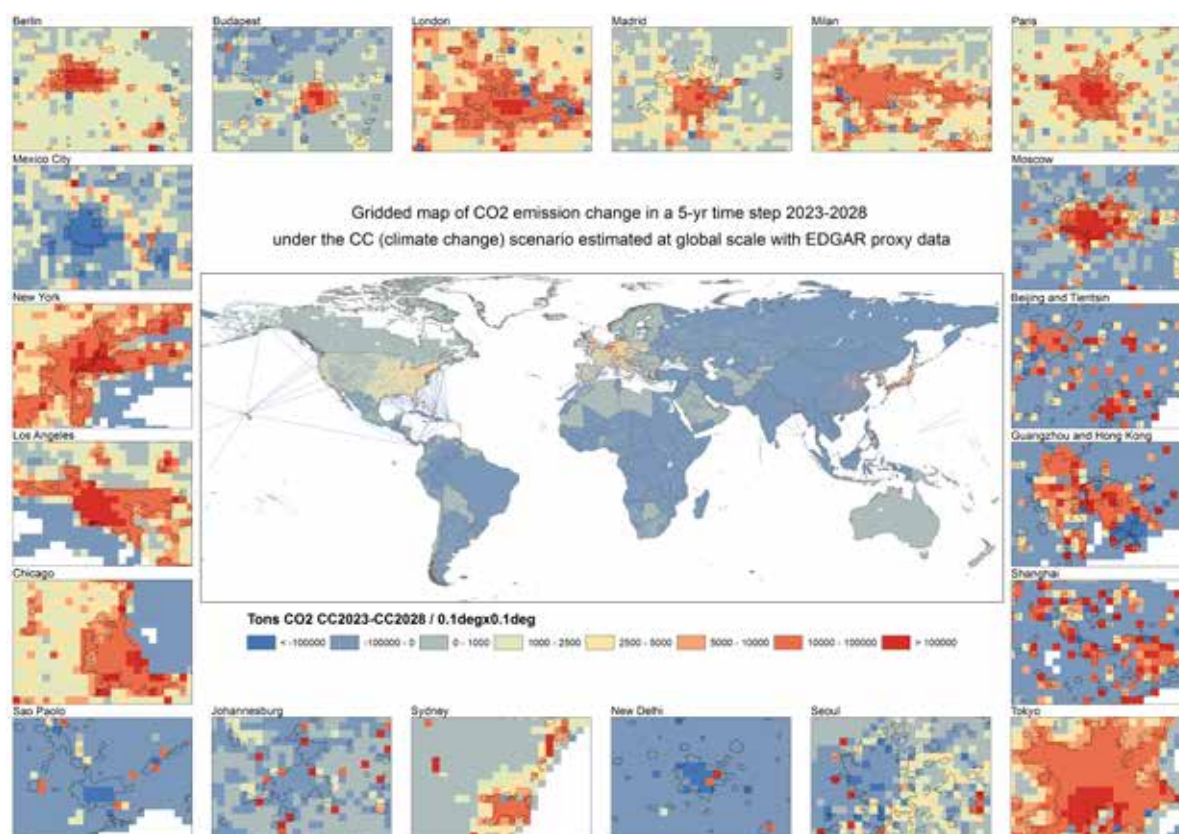 Berlin
Budapest
London
Madrid
Milan
Paris
Mexico City
Moscow
Gridded map of CO2 emission change in a 5-yr time step 2023-2028
under the CC (climate change) scenario estimated at global scale with EDGAR proxy data
New York
Beijing and Tientsin
Los Angeles
Guangzhou and Hong Kong
Chicago
Shanghai
Tons CO2 CC2023-CC2028 / 0.1degx0.1deg
< -100000
-100000 - 0
0 - 1000
1000 - 2500
2500 - 5000
5000 - 10000
10000 - 100000
> 100000
Sao Paolo
Johannesburg
Sydney
New Delhi
Seoul
Tokyo